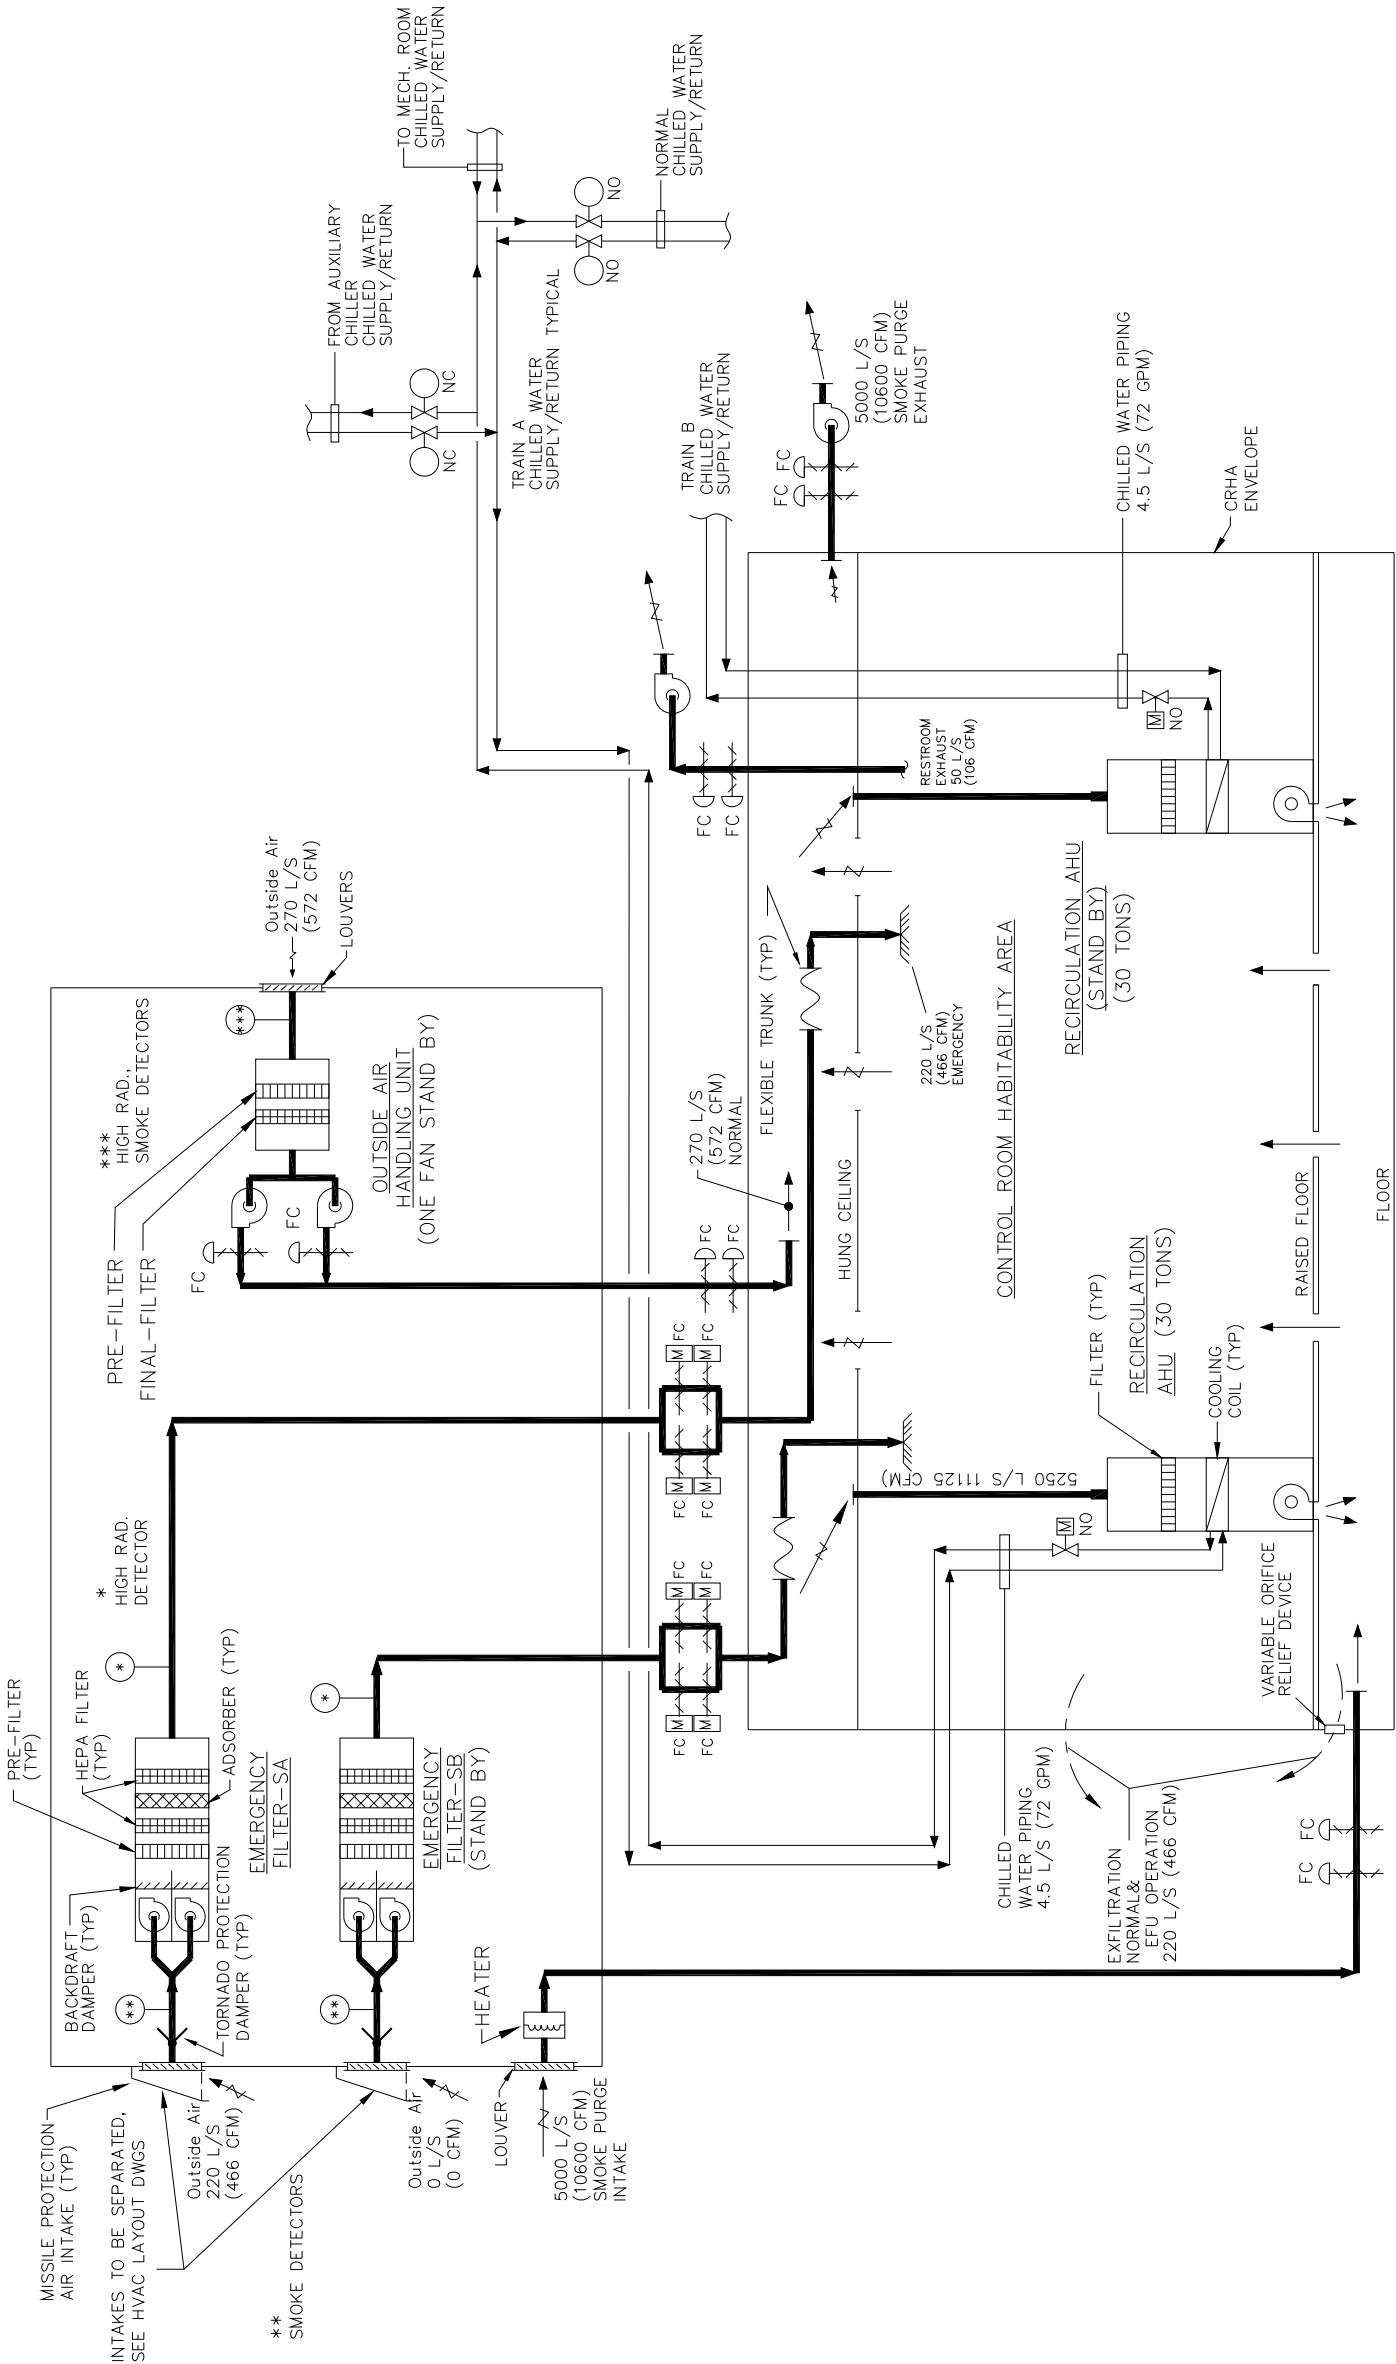 MISSILE PROTECTION
AIR INTAKE (TYP)
INTAKES TO BE SEPARATED,
SEE HVAC LAYOUT DWGS
**
SMOKE DETECTORS
PRE-FILTER
(TYP)
HEPA FILTER
(TYP)
ADSORBER (TYP)
BACKDRAFT
DAMPER (TYP)
TORNADO PROTECTION
DAMPER (TYP)
**
*
EMERGENCY
FILTER-SA
Outside Air
220 L/S
(466 CFM)
*
HIGH RAD.
DETECTOR
**
*
EMERGENCY
FILTER-SB
(STAND BY)
Outside Air
0 L/S
(0 CFM)
LOUVER
HEATER
5000 L/S
(10600 CFM)
SMOKE PURGE
INTAKE
***
HIGH RAD.,
SMOKE DETECTORS
PRE-FILTER
FINAL-FILTER
***
Outside Air
270 L/S
(572 CFM)
LOUVERS
OUTSIDE AIR
HANDLING UNIT
(ONE FAN STAND BY)
FC
FC
FROM AUXILIARY
CHILLER
CHILLED WATER
SUPPLY/RETURN
TO MECH. ROOM
CHILLED WATER
SUPPLY/RETURN
NC
NC
NO
NO
NORMAL
CHILLED WATER
SUPPLY/RETURN
TRAIN A
CHILLED WATER
SUPPLY/RETURN TYPICAL
TRAIN B
CHILLED WATER
SUPPLY/RETURN
FC M
M FC
FC M
M FC
FC M
M FC
FC M
M FC
FC
FC
270 L/S
(572 CFM)
NORMAL
FLEXIBLE TRUNK (TYP)
FC
FC
FC
FC
5000 L/S
(10600 CFM)
SMOKE PURGE
EXHAUST
RESTROOM
EXHAUST
50 L/S
(106 CFM)
HUNG CEILING
220 L/S
(466 CFM)
EMERGENCY
5250 L/S 11125 CFM)
CONTROL ROOM HABITABILITY AREA
M
NO
M
NO
CHILLED
WATER PIPING
4.5 L/S (72 GPM)
CHILLED WATER PIPING
4.5 L/S (72 GPM)
CRHA
ENVELOPE
RECIRCULATION AHU
(STAND BY)
(30 TONS)
FILTER (TYP)
RECIRCULATION
AHU (30 TONS)
COOLING
COIL (TYP)
EXFILTRATION
NORMAL&
EFU OPERATION
220 L/S (466 CFM)
VARIABLE ORIFICE
RELIEF DEVICE
FC
FC
RAISED FLOOR
FLOOR